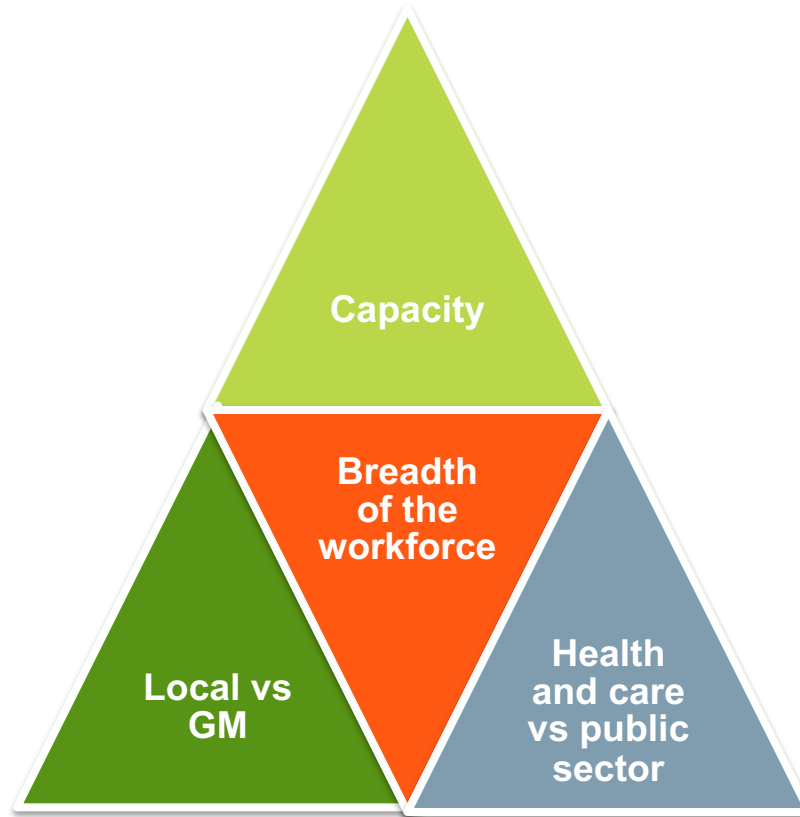 Capacity
Breadth
of the
workforce
Local vs
GM
Health
and care
vs public
sector